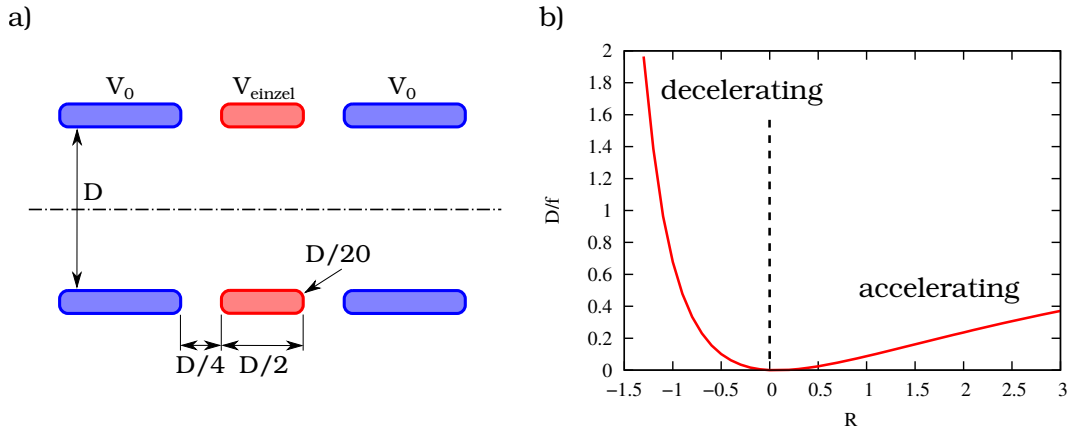 a)
V0
Veinzel
V0
D
D/20
D/4
D/2
b)
2
1.8
1.6
1.4
1.2
1
0.8
0.6
0.4
0.2
0
D/f
decelerating
accelerating
−1.5
−1
−0.5
0
0.5
1
1.5
2
2.5
3
R